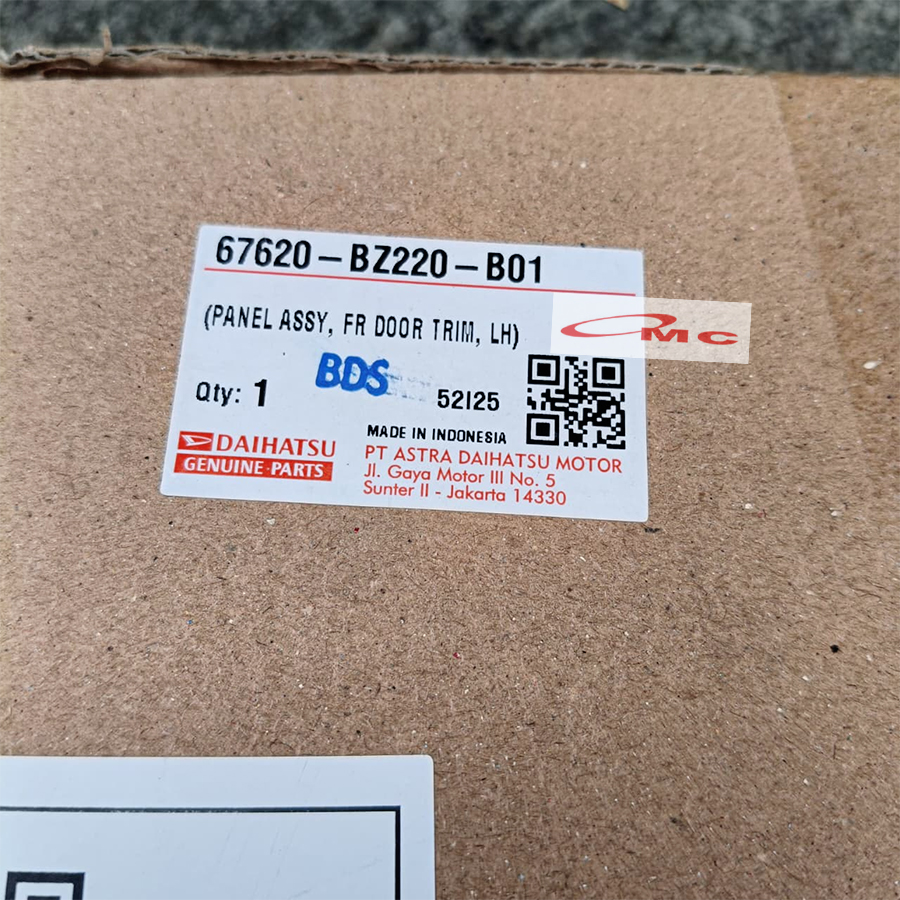 67620-BZ220-B01
(PANEL ASSY, FR DOOR TRIM, LH)
OMC
BDS
Qty: 1
52I25
MADE IN INDONESIA
DAIHATSU
GENUINE·PARTS
PT ASTRA DAIHATSU MOTOR
Jl. Gaya Motor III No. 5
Sunter II - Jakarta 14330